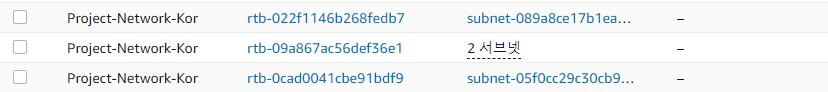 Project-Network-Kor rtb-022f1146b268fedb7 subnet-089a8ce17b1ea... –
Project-Network-Kor rtb-09a867ac56def36e1 2 서브넷 –
Project-Network-Kor rtb-0cad0041cbe91bdf9 subnet-05f0cc29c30cb9... –